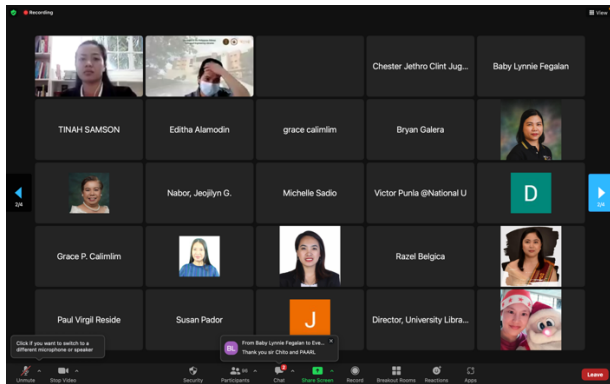 Recording
View
Chester Jethro Clint Jug...
Baby Lynnie Fegalan
TINAH SAMSON
Editha Alamodin
grace calimlim
Bryan Galera
2/4
Nabor, Jeojilyn G.
Michelle Sadio
Victor Punla @National U
D
2/4
Grace P. Calimlim
Razel Belgica
Paul Virgil Reside
Susan Pador
J
Director, University Libra...
Click if you want to switch to a
different microphone or speaker
BL
From Baby Lynnie Fegalan to Eve...
Thank you sir Chito and PAARL
Unmute
Stop Video
Security
Participants
Chat
Share Screen
Record
Breakout Rooms
Reactions
Apps
Leave